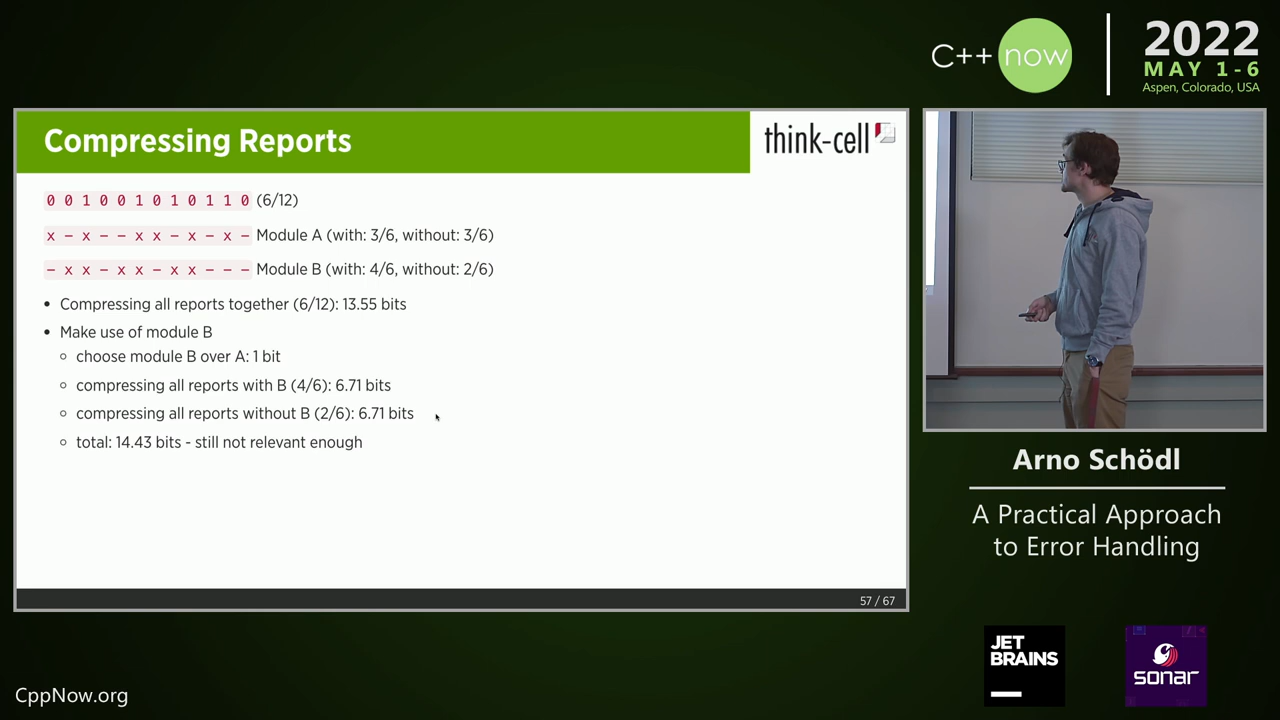 C++ now
2022
MAY 1-6
Aspen, Colorado, USA
Compressing Reports
think-cell
0 0 1 0 0 1 0 1 0 1 1 0 (6/12)
x – x – – x x – x – x – Module A (with: 3/6, without: 3/6)
– x x – x x – x x – – – Module B (with: 4/6, without: 2/6)
• Compressing all reports together (6/12): 13.55 bits
• Make use of module B
○ choose module B over A: 1 bit
○ compressing all reports with B (4/6): 6.71 bits
○ compressing all reports without B (2/6): 6.71 bits
○ total: 14.43 bits - still not relevant enough
57 / 67
Arno Schödl
A Practical Approach
to Error Handling
JET
BRAINS
sonar
CppNow.org